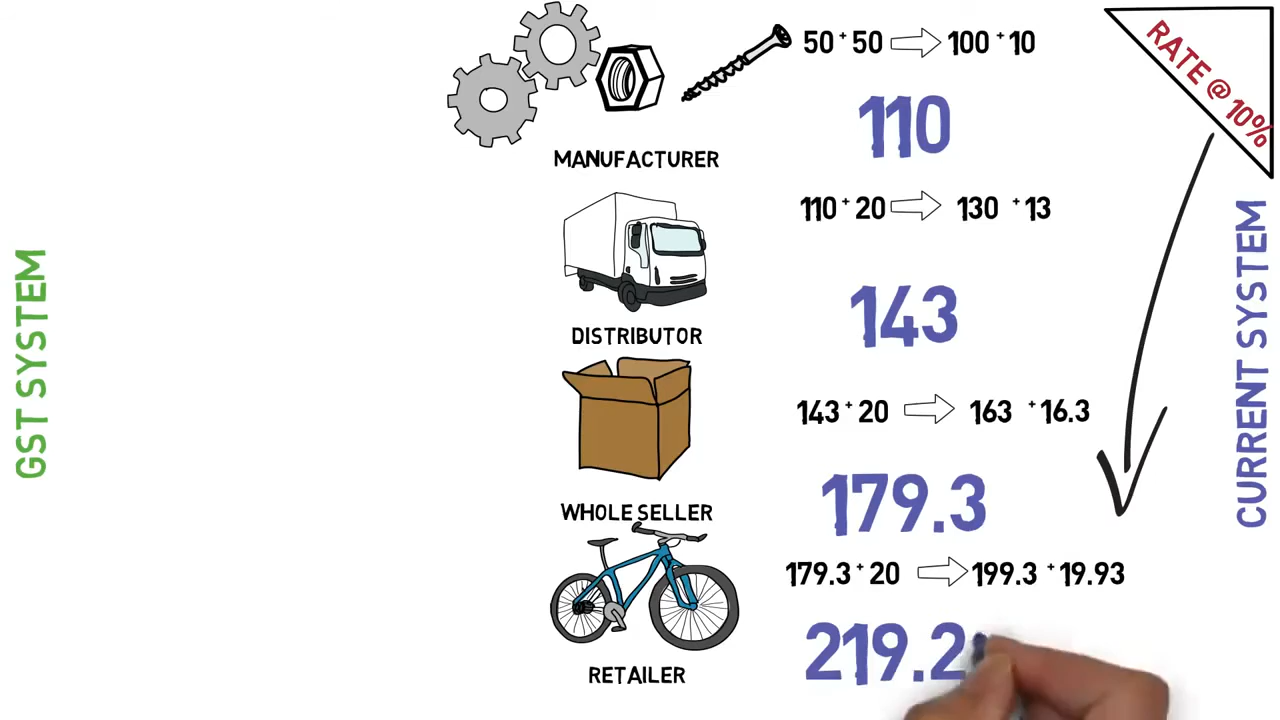 50 + 50 100 + 10
110
MANUFACTURER
110 + 20 130 + 13
143
DISTRIBUTOR
143 + 20 163 + 16.3
179.3
WHOLE SELLER
179.3 + 20 199.3 + 19.93
219.2
RETAILER
RATE @ 10%
GST SYSTEM
CURRENT SYSTEM